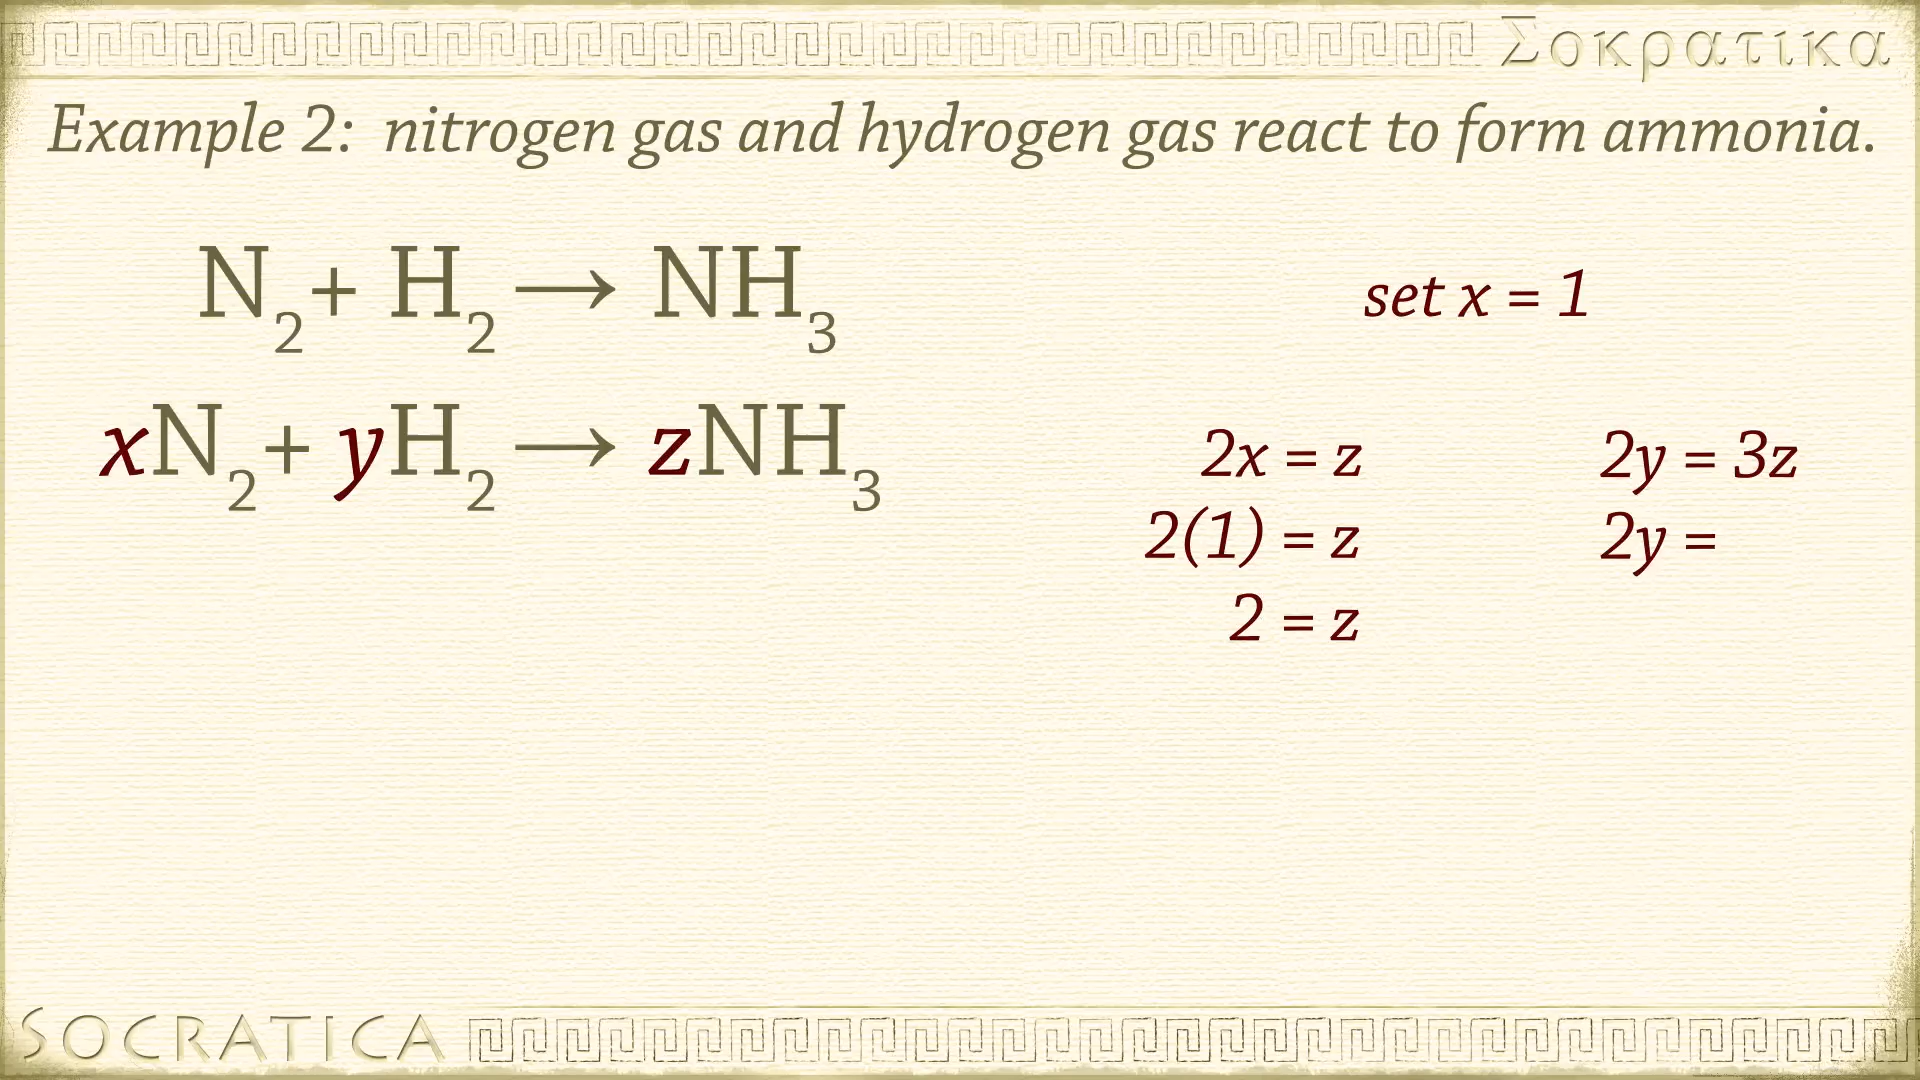 Σοκρατικα
Example 2: nitrogen gas and hydrogen gas react to form ammonia.
N₂+ H₂ → NH₃
set x = 1
xN₂+ yH₂ → zNH₃
2x = z
2y = 3z
2(1) = z
2y =
2 = z
SOCRATICA